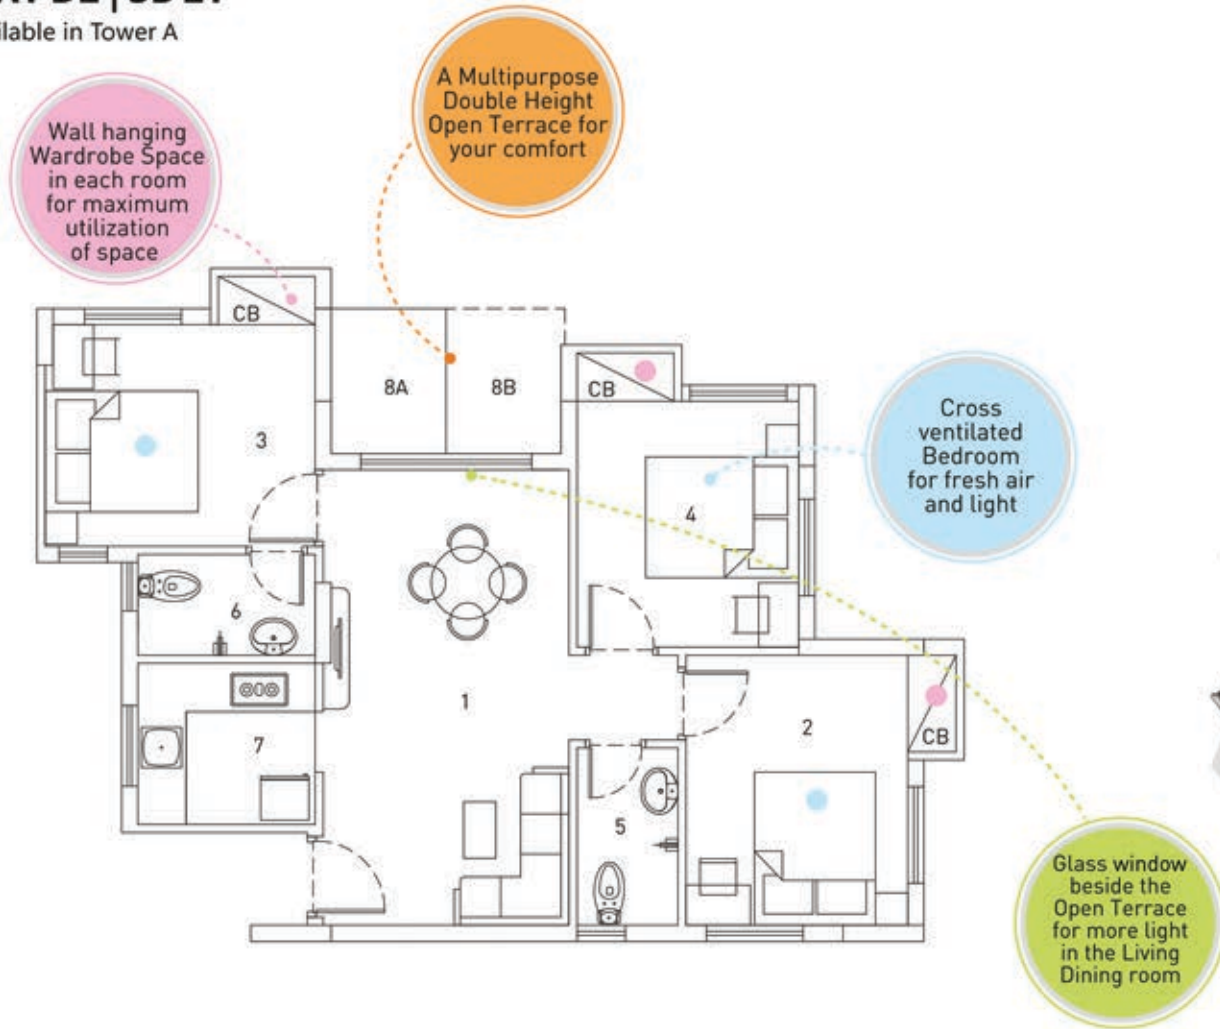 ilable in Tower A
A Multipurpose
Double Height
Open Terrace for
your comfort
Wall hanging
Wardrobe Space
in each room
for maximum
utilization
of space
CB
8A
8B
CB
3
Cross
ventilated
Bedroom
for fresh air
and light
4
6
1
2
CB
7
5
Glass window
beside the
Open Terrace
for more light
in the Living
Dining room